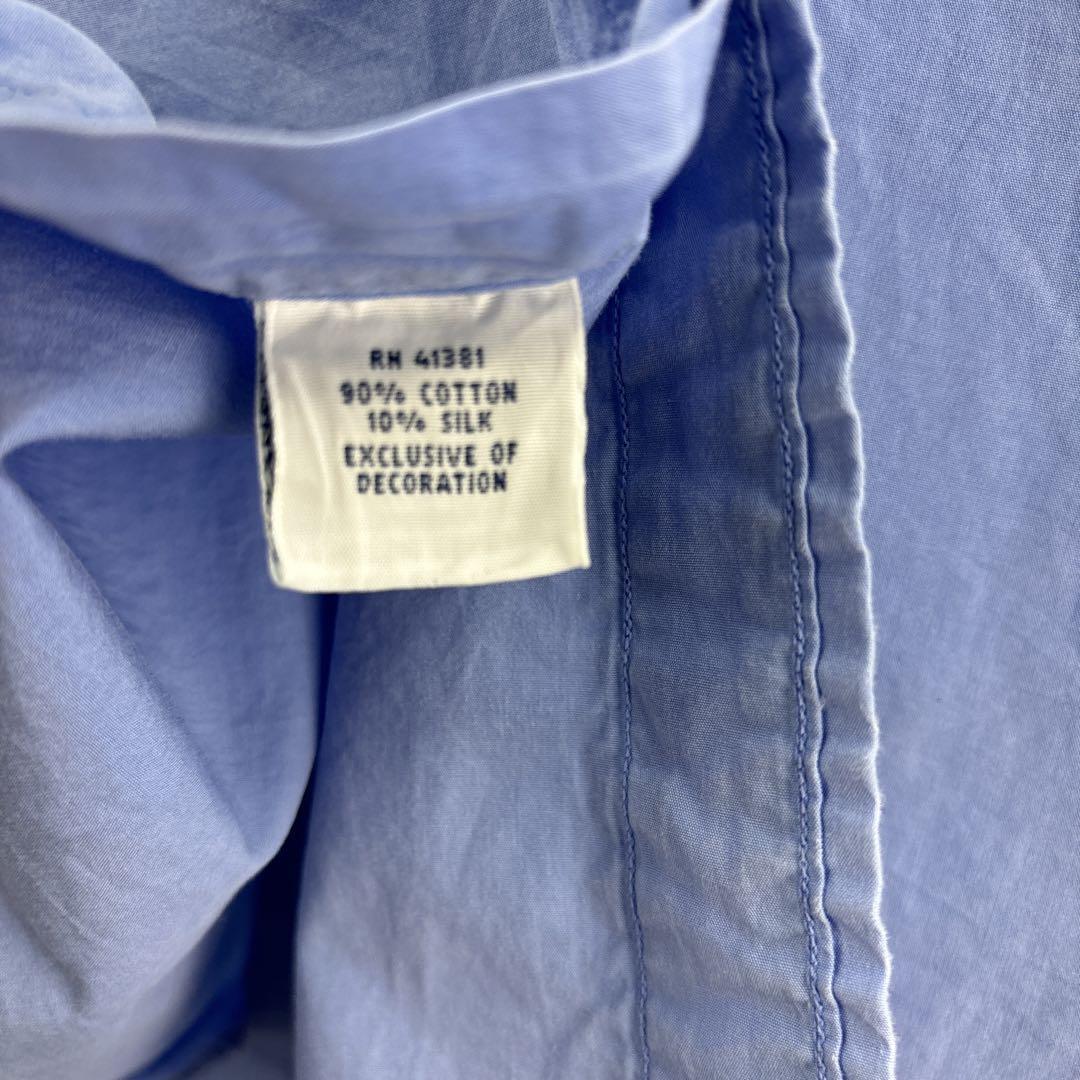 RN 41381
90% COTTON
10% SILK
EXCLUSIVE OF
DECORATION